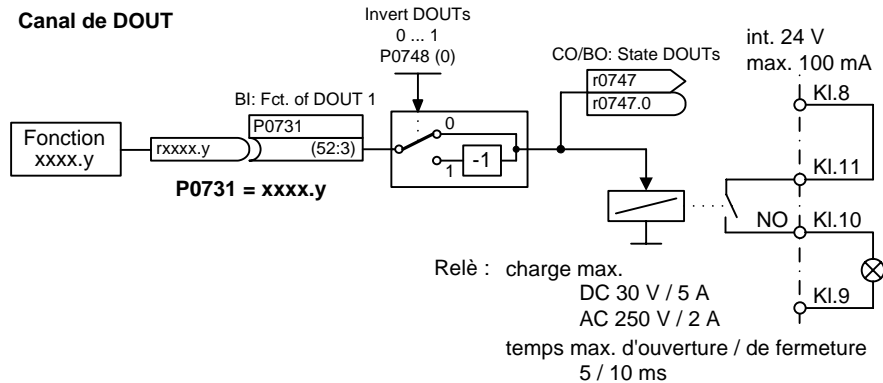 Canal de DOUT
Invert DOUTs
0 ... 1
P0748 (0)
int. 24 V
max. 100 mA
CO/BO: State DOUTs
r0747
r0747.0
Kl.8
BI: Fct. of DOUT 1
P0731
(52:3)
0
1
-1
Fonction
xxxx.y
rxxxx.y
P0731 = xxxx.y
Kl.11
NO
Kl.10
Kl.9
Relè : charge max.
DC 30 V / 5 A
AC 250 V / 2 A
temps max. d'ouverture / de fermeture
5 / 10 ms